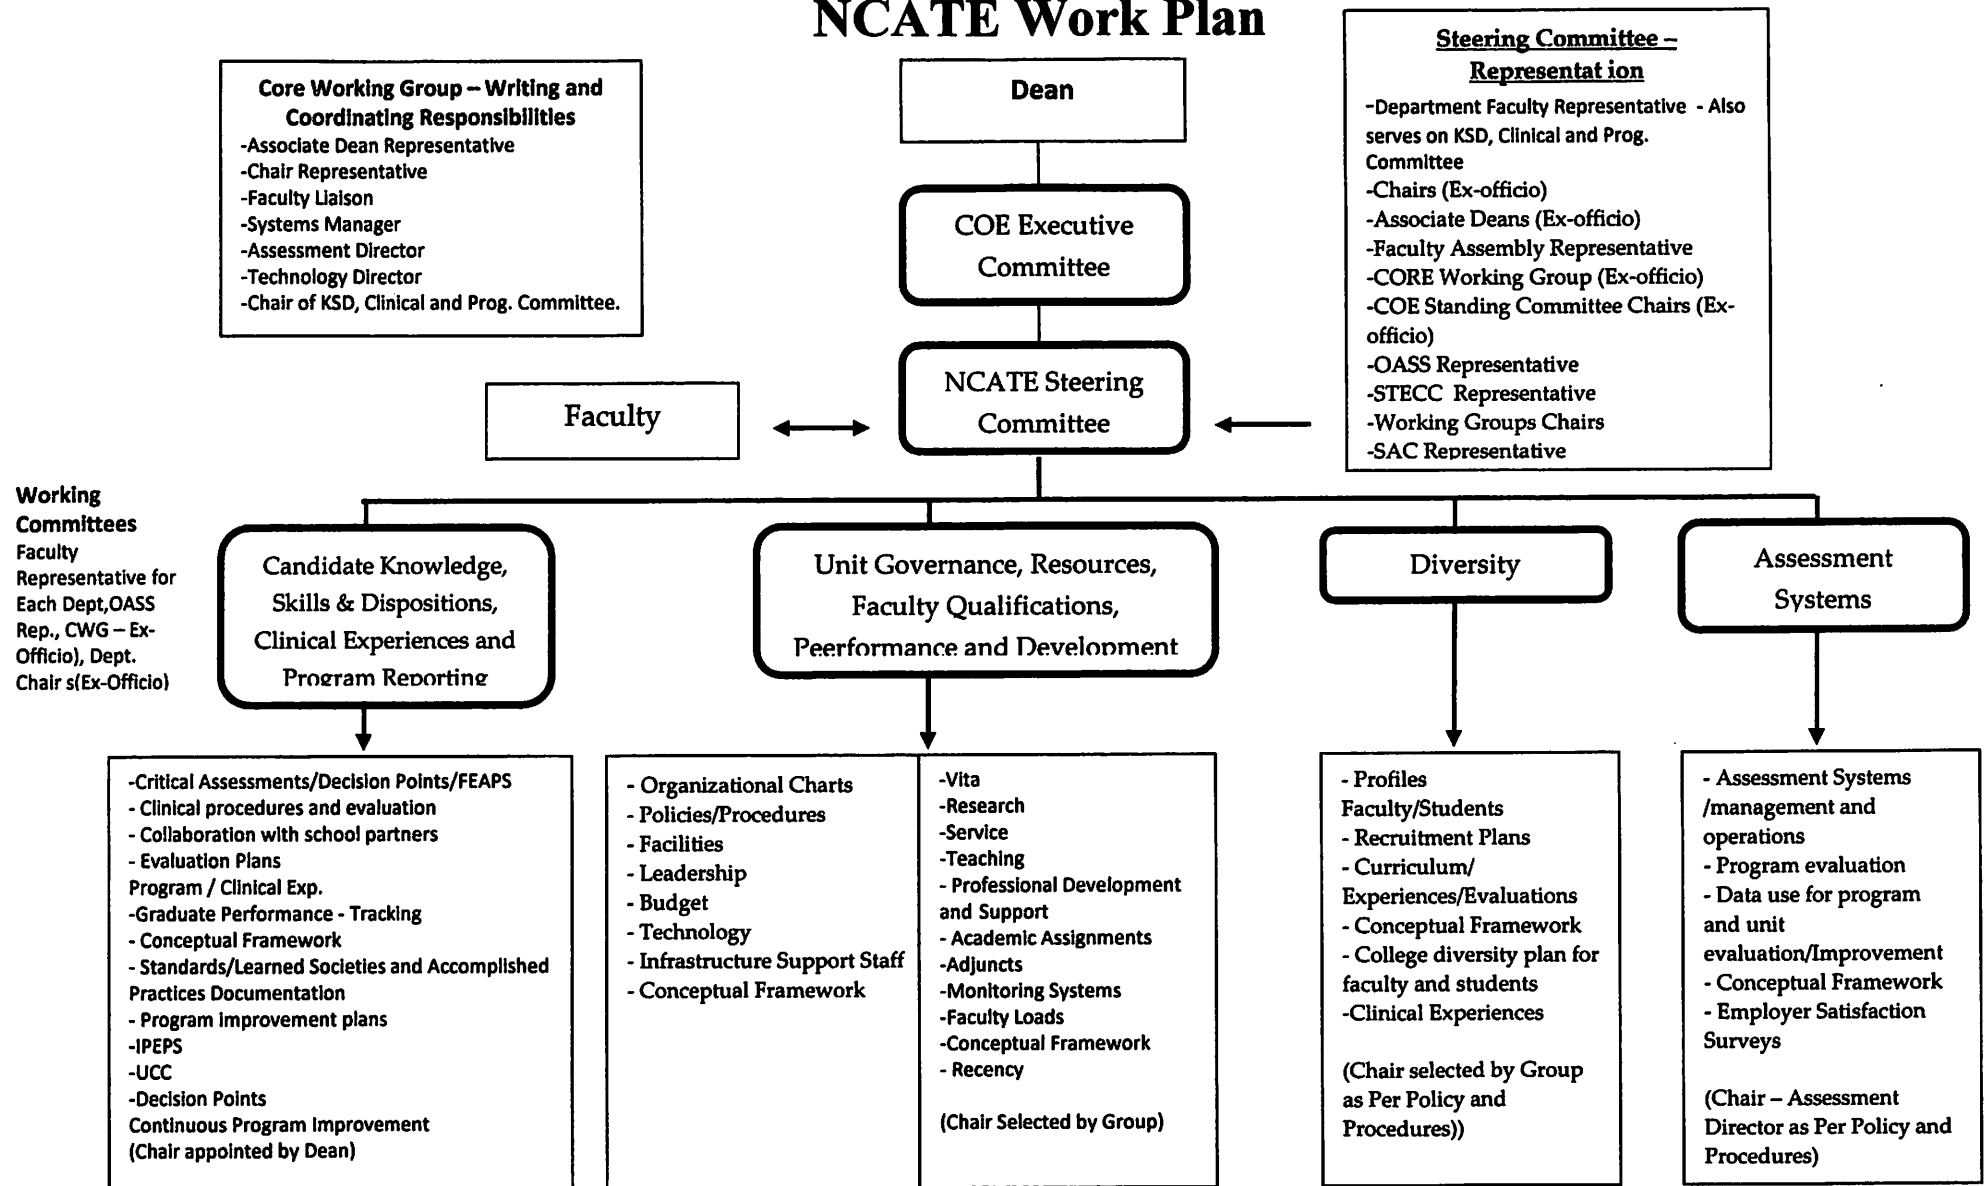 NCATE Work Plan
Core Working Group – Writing and
Coordinating Responsibilities
-Associate Dean Representative
-Chair Representative
-Faculty Liaison
-Systems Manager
-Assessment Director
-Technology Director
-Chair of KSD, Clinical and Prog. Committee.
Dean
COE Executive
Committee
NCATE Steering
Committee
Faculty
Steering Committee –
Representat ion
-Department Faculty Representative - Also
serves on KSD, Clinical and Prog.
Committee
-Chairs (Ex-officio)
-Associate Deans (Ex-officio)
-Faculty Assembly Representative
-CORE Working Group (Ex-officio)
-COE Standing Committee Chairs (Ex-
officio)
-OASS Representative
-STECC Representative
-Working Groups Chairs
-SAC Representative
Working
Committees
Faculty
Representative for
Each Dept,OASS
Rep., CWG – Ex-
Officio), Dept.
Chair s(Ex-Officio)
Candidate Knowledge,
Skills & Dispositions,
Clinical Experiences and
Program Reporting
Unit Governance, Resources,
Faculty Qualifications,
Peerformance and Development
Diversity
Assessment
Systems
-Critical Assessments/Decision Points/FEAPS
- Clinical procedures and evaluation
- Collaboration with school partners
- Evaluation Plans
Program / Clinical Exp.
-Graduate Performance - Tracking
- Conceptual Framework
- Standards/Learned Societies and Accomplished
Practices Documentation
- Program improvement plans
-IPEPS
-UCC
-Decision Points
Continuous Program Improvement
(Chair appointed by Dean)
- Organizational Charts
- Policies/Procedures
- Facilities
- Leadership
- Budget
- Technology
- Infrastructure Support Staff
- Conceptual Framework
-Vita
-Research
-Service
-Teaching
- Professional Development
and Support
- Academic Assignments
-Adjuncts
-Monitoring Systems
-Faculty Loads
-Conceptual Framework
- Recency
(Chair Selected by Group)
- Profiles
Faculty/Students
- Recruitment Plans
- Curriculum/
Experiences/Evaluations
- Conceptual Framework
- College diversity plan for
faculty and students
-Clinical Experiences
(Chair selected by Group
as Per Policy and
Procedures))
- Assessment Systems
/management and
operations
- Program evaluation
- Data use for program
and unit
evaluation/Improvement
- Conceptual Framework
- Employer Satisfaction
Surveys
(Chair – Assessment
Director as Per Policy and
Procedures)